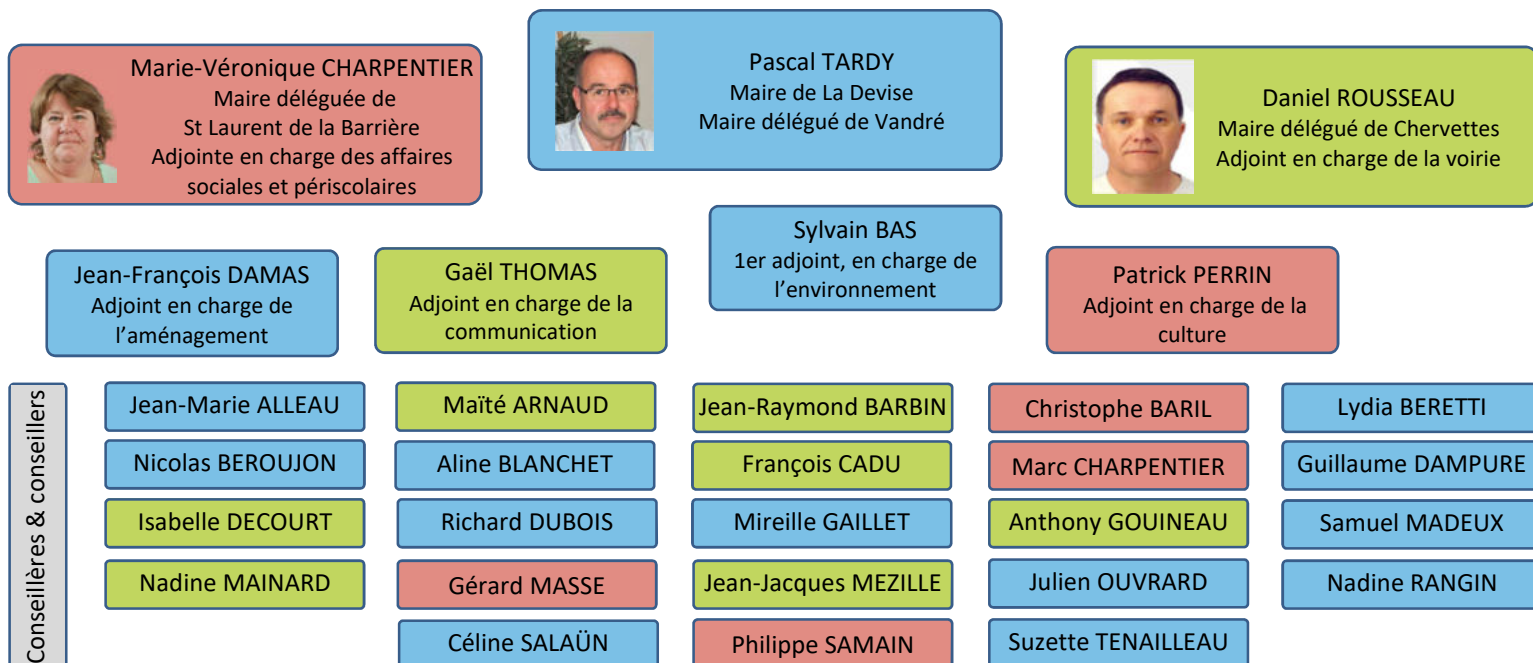 Marie-Véronique CHARPENTIER
Maire déléguée de
St Laurent de la Barrière
Adjointe en charge des affaires
sociales et périscolaires
Pascal TARDY
Maire de La Devise
Maire délégué de Vandré
Daniel ROUSSEAU
Maire délégué de Chervettes
Adjoint en charge de la voirie
Jean-François DAMAS
Adjoint en charge de
l’aménagement
Gaël THOMAS
Adjoint en charge de la
communication
Sylvain BAS
1er adjoint, en charge de
l’environnement
Patrick PERRIN
Adjoint en charge de la
culture
Conseillères & conseillers
Jean-Marie ALLEAU
Maïté ARNAUD
Jean-Raymond BARBIN
Christophe BARIL
Lydia BERETTI
Nicolas BEROUJON
Aline BLANCHET
François CADU
Marc CHARPENTIER
Guillaume DAMPURE
Isabelle DECOURT
Richard DUBOIS
Mireille GAILLET
Anthony GOUINEAU
Samuel MADEUX
Nadine MAINARD
Gérard MASSE
Jean-Jacques MEZILLE
Julien OUVRARD
Nadine RANGIN
Céline SALAÜN
Philippe SAMAIN
Suzette TENAILLEAU